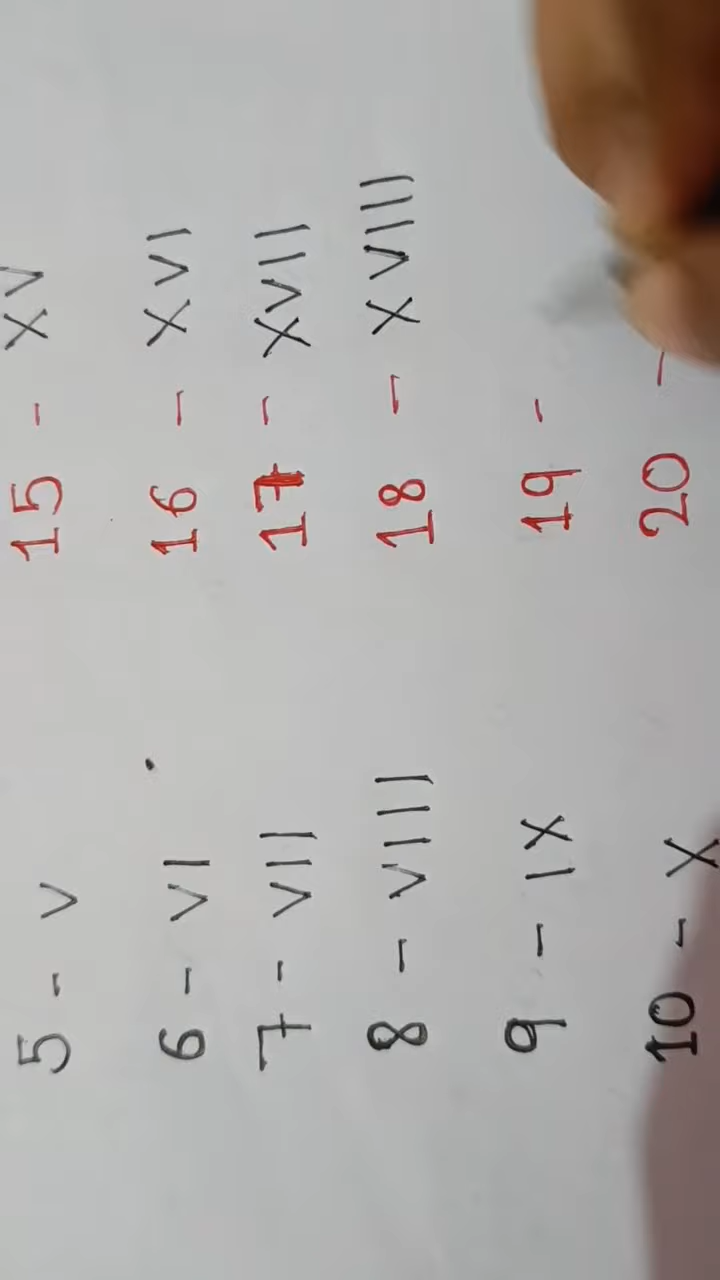 5 - V 15 - XV
6 - VI 16 - XVI
7 - VII 17 - XVII
8 - VIII 18 - XVIII
9 - IX 19 -
10 - X 20 -